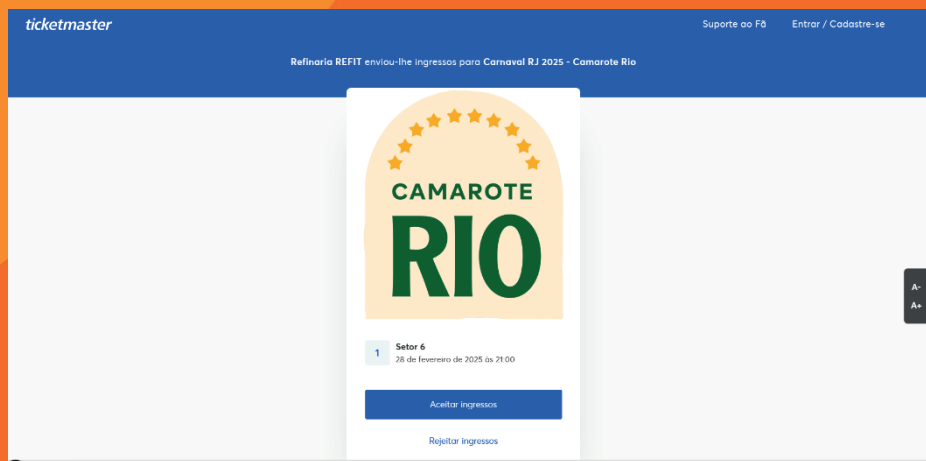 ticketmaster
Suporte ao Fã
Entrar / Cadastre-se
Refinaria REFIT enviou-lhe ingressos para Carnaval RJ 2025 - Camarote Rio
CAMAROTE
RIO
A-
A+
1
Setor 6
28 de fevereiro de 2025 às 21:00
Aceitar ingressos
Rejeitar ingressos